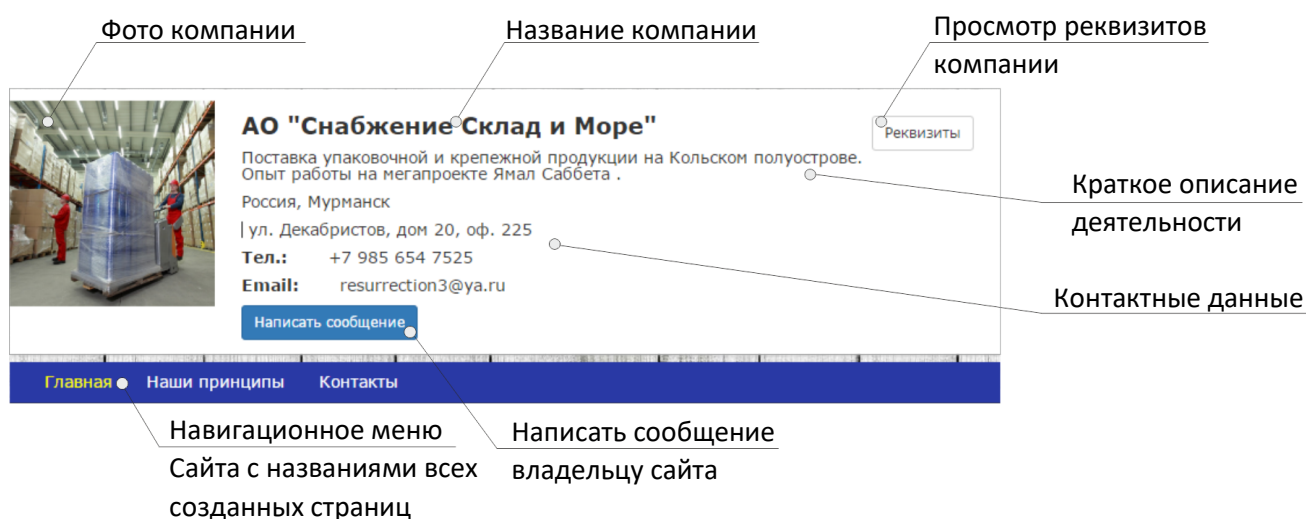 Фото компании
Название компании
Просмотр реквизитов
компании
АО "Снабжение Склад и Море"
Реквизиты
Поставка упаковочной и крепежной продукции на Кольском полуострове.
Опыт работы на мегапроекте Ямал Саббета .
Краткое описание
деятельности
Россия, Мурманск
| ул. Декабристов, дом 20, оф. 225
Тел.: +7 985 654 7525
Email: resurrection3@ya.ru
Контактные данные
Написать сообщение
Главная Наши принципы Контакты
Навигационное меню
Сайта с названиями всех
созданных страниц
Написать сообщение
владельцу сайта